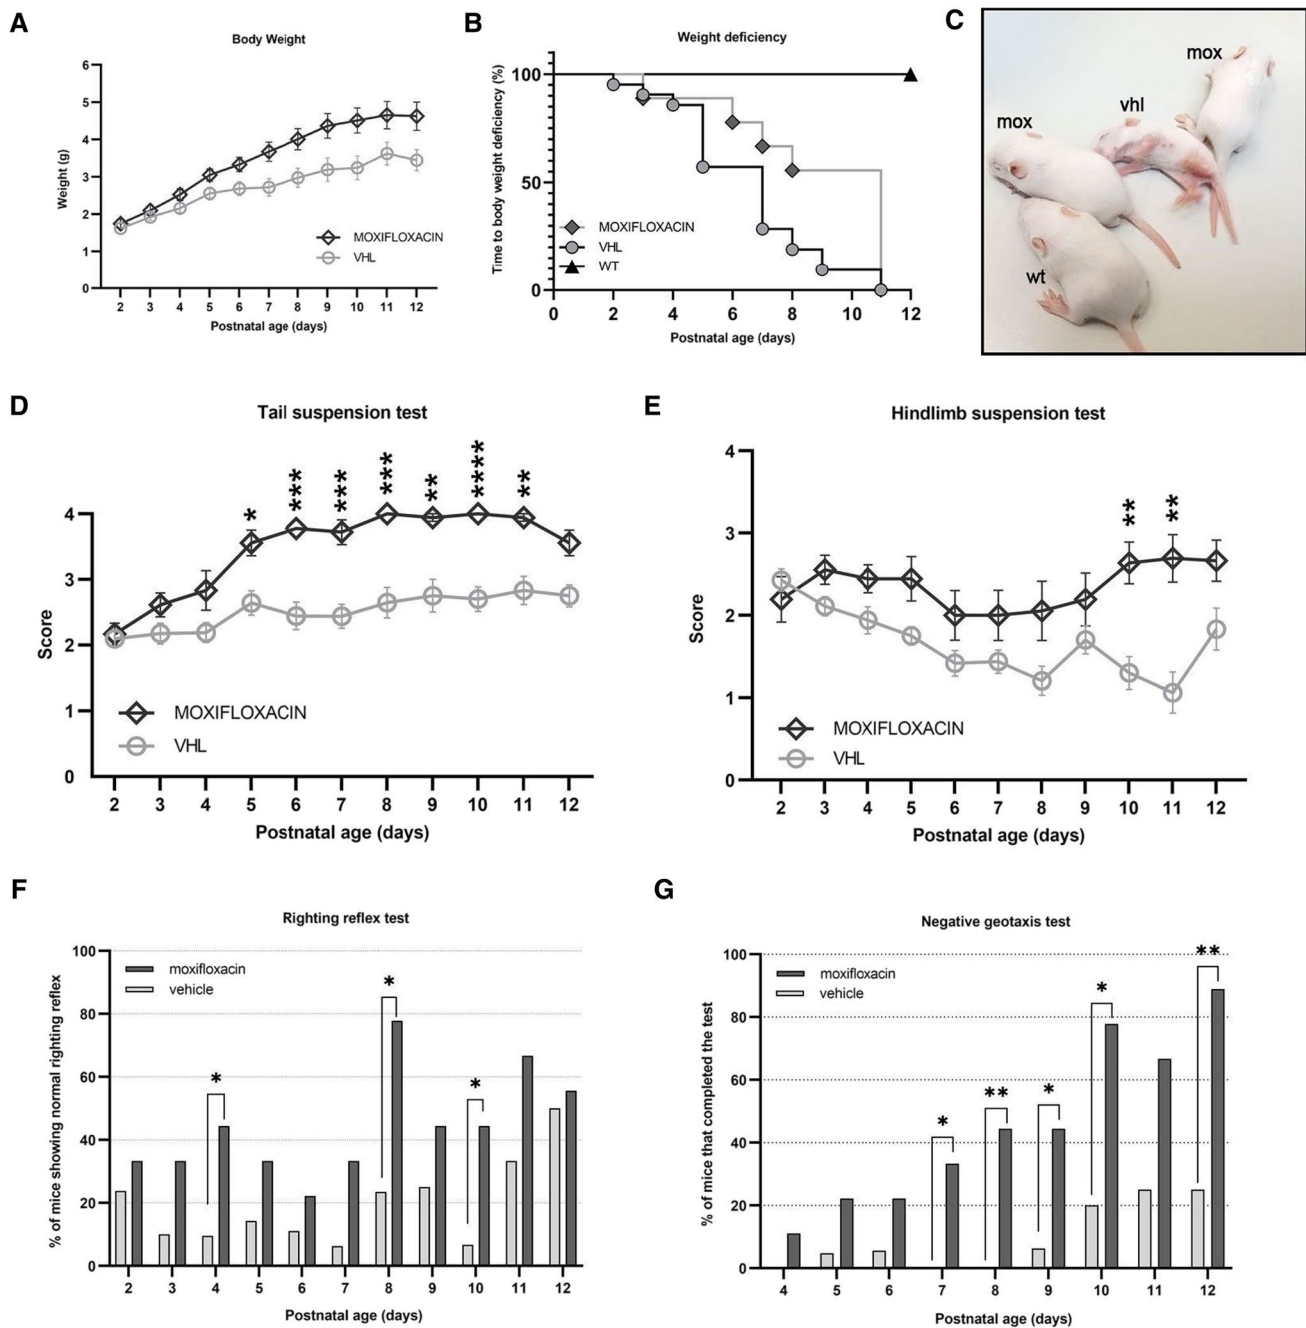 A
Body Weight
Weight (g)
6
5
4
3
2
1
0
MOXIFLOXACIN
VHL
2 3 4 5 6 7 8 9 10 11 12
Postnatal age (days)
B
Weight deficiency
Time to body weight deficiency (%)
100
50
0
MOXIFLOXACIN
VHL
WT
0 2 4 6 8 10 12
Postnatal age (days)
C
mox
vhl
mox
wt
D
Tail suspension test
Score
* *** *** *** ** **** **
4
3
2
1
0
MOXIFLOXACIN
VHL
2 3 4 5 6 7 8 9 10 11 12
Postnatal age (days)
E
Hindlimb suspension test
Score
** **
4
3
2
1
0
MOXIFLOXACIN
VHL
2 3 4 5 6 7 8 9 10 11 12
Postnatal age (days)
F
Righting reflex test
% of mice showing normal righting reflex
100
80
60
40
20
0
moxifloxacin
vehicle
* * *
2 3 4 5 6 7 8 9 10 11 12
Postnatal age (days)
G
Negative geotaxis test
% of mice that completed the test
100
80
60
40
20
0
moxifloxacin
vehicle
* ** * * **
4 5 6 7 8 9 10 11 12
Postnatal age (days)